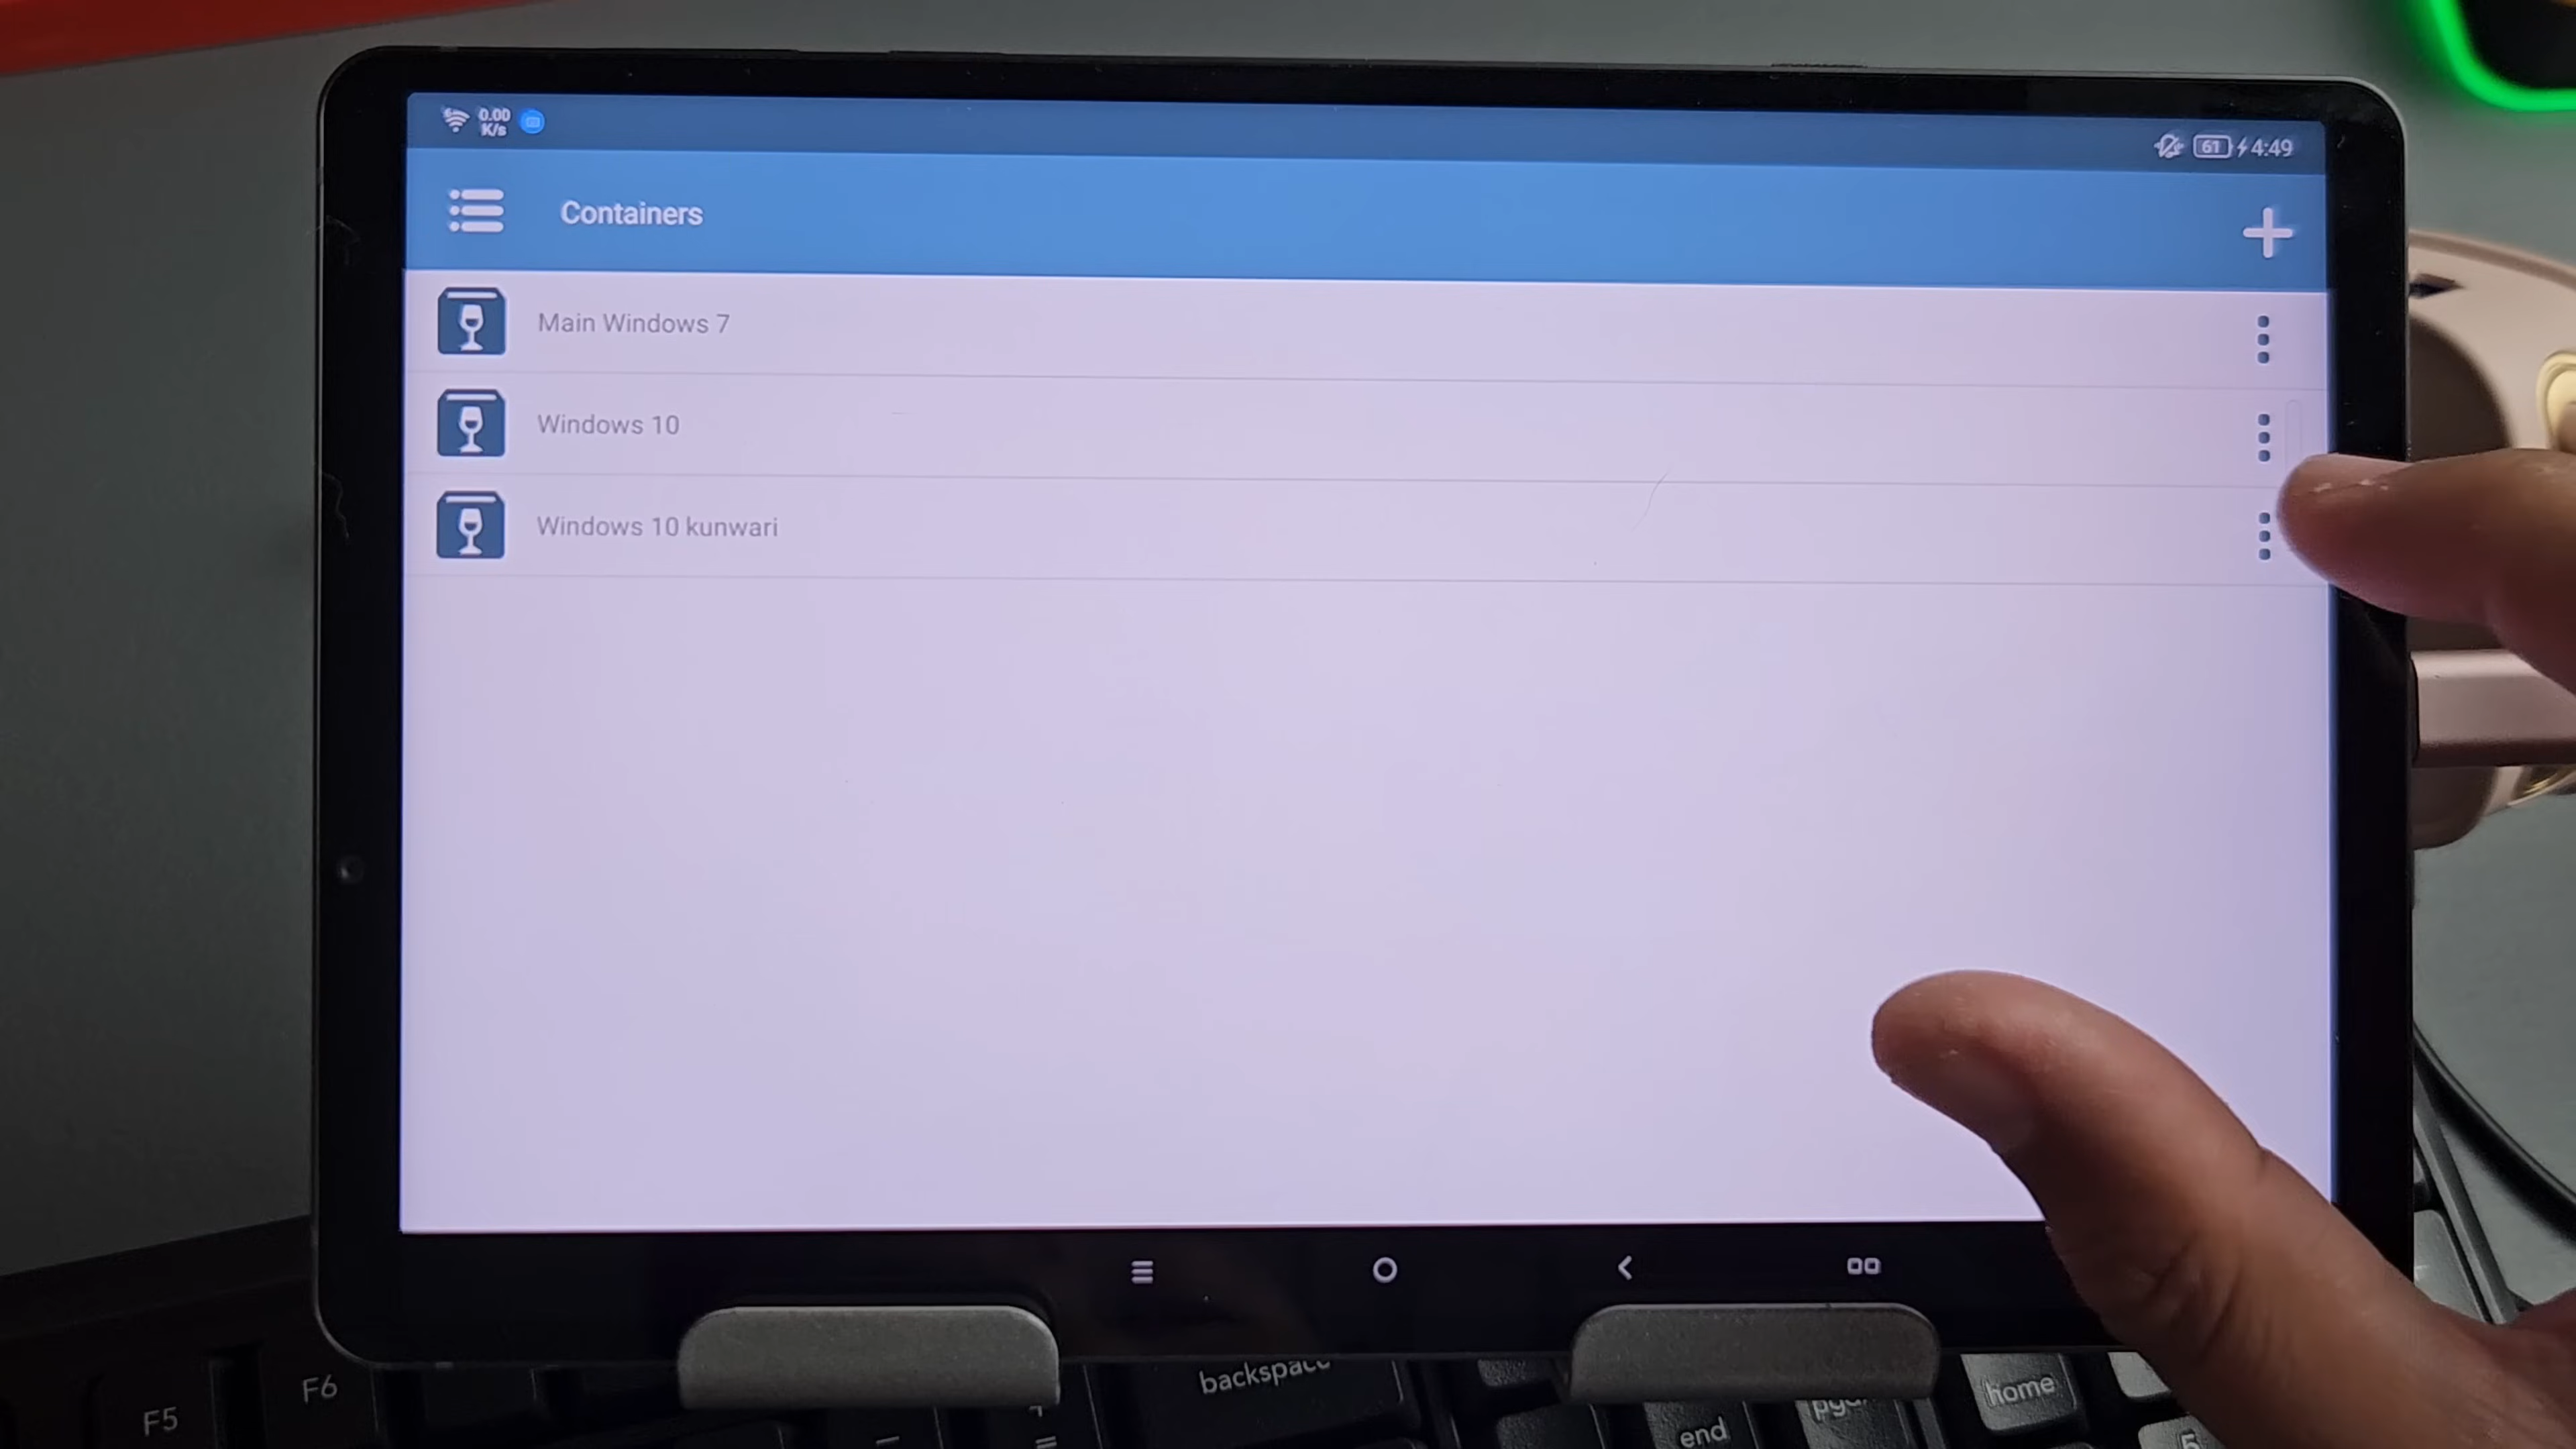 0.00
K/s
61
4:49
Containers
Main Windows 7
Windows 10
Windows 10 kunwari
F5
F6
backspace
end
home
5